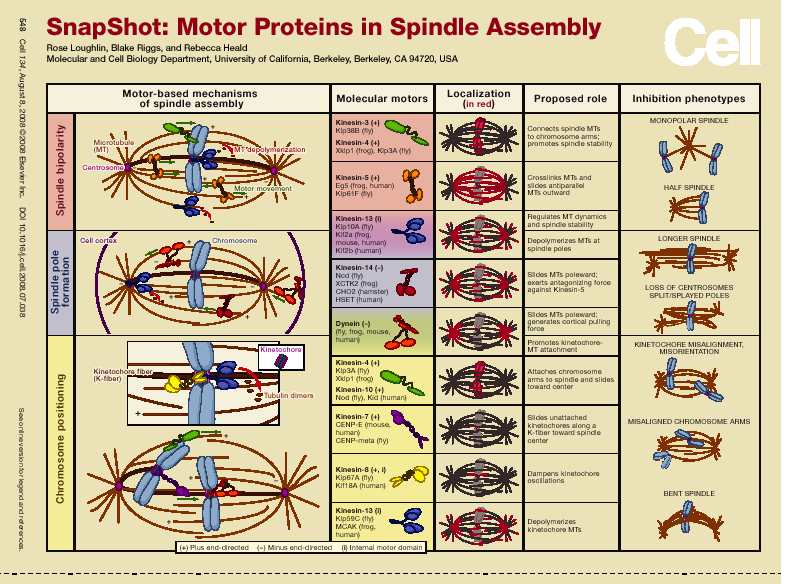 SnapShot: Motor Proteins in Spindle Assembly
Rose Loughlin, Blake Riggs, and Rebecca Heald
Molecular and Cell Biology Department, University of California, Berkeley, Berkeley, CA 94720, USA
Cell
548 Cell 134, August 8, 2008 ©2008 Elsevier Inc. DOI 10.1016/j.cell.2008.07.038
See online version for legend and references.
Motor-based mechanisms
of spindle assembly
Molecular motors
Localization
(in red)
Proposed role
Inhibition phenotypes
Spindle bipolarity
Microtubule
(MT)
Centrosome
MT depolymerization
Motor movement
Spindle pole
formation
Cell cortex
Chromosome
Chromosome positioning
Kinetochore
Kinetochore fiber
(K-fiber)
Tubulin dimers
(+) Plus end-directed (–) Minus end-directed (i) Internal motor domain
Kinesin-3 (+)
Klp38B (fly)
Kinesin-4 (+)
Xklp1 (frog), Klp3A (fly)
Connects spindle MTs
to chromosome arms;
promotes spindle stability
Kinesin-5 (+)
Eg5 (frog, human)
Klp61F (fly)
Crosslinks MTs and
slides antiparallel
MTs outward
Kinesin-13 (i)
Klp10A (fly)
Kif2a (frog,
mouse, human)
Kif2b (human)
Regulates MT dynamics
and spindle stability
Depolymerizes MTs at
spindle poles
Kinesin-14 (–)
Ncd (fly)
XCTK2 (frog)
CHO2 (hamster)
HSET (human)
Slides MTs poleward;
exerts antagonizing force
against Kinesin-5
Dynein (–)
(fly, frog, mouse,
human)
Slides MTs poleward;
generates cortical pulling
force
Promotes kinetochore-
MT attachment
Kinesin-4 (+)
Klp3A (fly)
Xklp1 (frog)
Kinesin-10 (+)
Nod (fly), Kid (human)
Attaches chromosome
arms to spindle and slides
toward center
Kinesin-7 (+)
CENP-E (mouse,
human)
CENP-meta (fly)
Slides unattached
kinetochores along a
K-fiber toward spindle
center
Kinesin-8 (+, i)
Klp67A (fly)
Kif18A (human)
Dampens kinetochore
oscillations
Kinesin-13 (i)
Klp59C (fly)
MCAK (frog,
human)
Depolymerizes
kinetochore MTs
MONOPOLAR SPINDLE
HALF SPINDLE
LONGER SPINDLE
LOSS OF CENTROSOMES
SPLIT/SPLAYED POLES
KINETOCHORE MISALIGNMENT,
MISORIENTATION
MISALIGNED CHROMOSOME ARMS
BENT SPINDLE